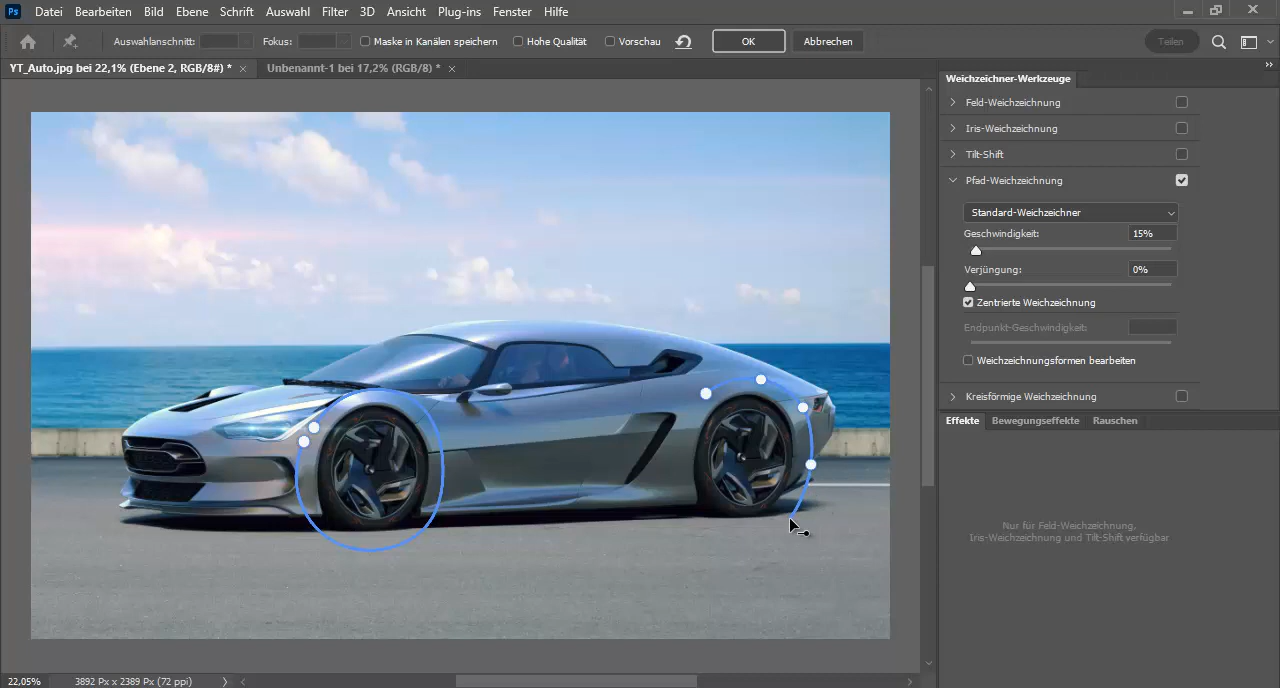 Ps Datei Bearbeiten Bild Ebene Schrift Auswahl Filter 3D Ansicht Plug-ins Fenster Hilfe
Auswahlanschnitt: Fokus: Maske in Kanälen speichern Hohe Qualität Vorschau OK Abbrechen Teilen
YT_Auto.jpg bei 22,1% (Ebene 2, RGB/8#) * Unbenannt-1 bei 17,2% (RGB/8) *
Weichzeichner-Werkzeuge
Feld-Weichzeichnung
Iris-Weichzeichnung
Tilt-Shift
Pfad-Weichzeichnung
Standard-Weichzeichner
Geschwindigkeit: 15%
Verjüngung: 0%
Zentrierte Weichzeichnung
Endpunkt-Geschwindigkeit:
Weichzeichnungsformen bearbeiten
Kreisförmige Weichzeichnung
Effekte Bewegungseffekte Rauschen
Nur für Feld-Weichzeichnung,
Iris-Weichzeichnung und Tilt-Shift verfügbar
22,05% 3892 Px x 2389 Px (72 ppi)